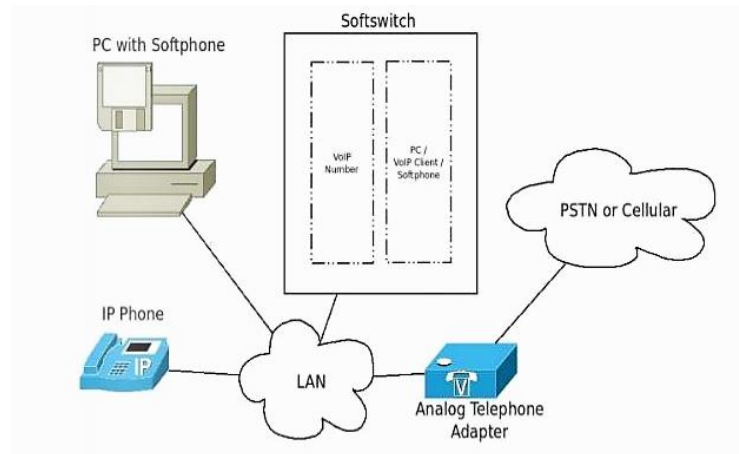 Softswitch
PC with Softphone
VoIP
Number
PC /
VoIP Client /
Softphone
PSTN or Cellular
IP Phone
IP
LAN
V
Analog Telephone
Adapter